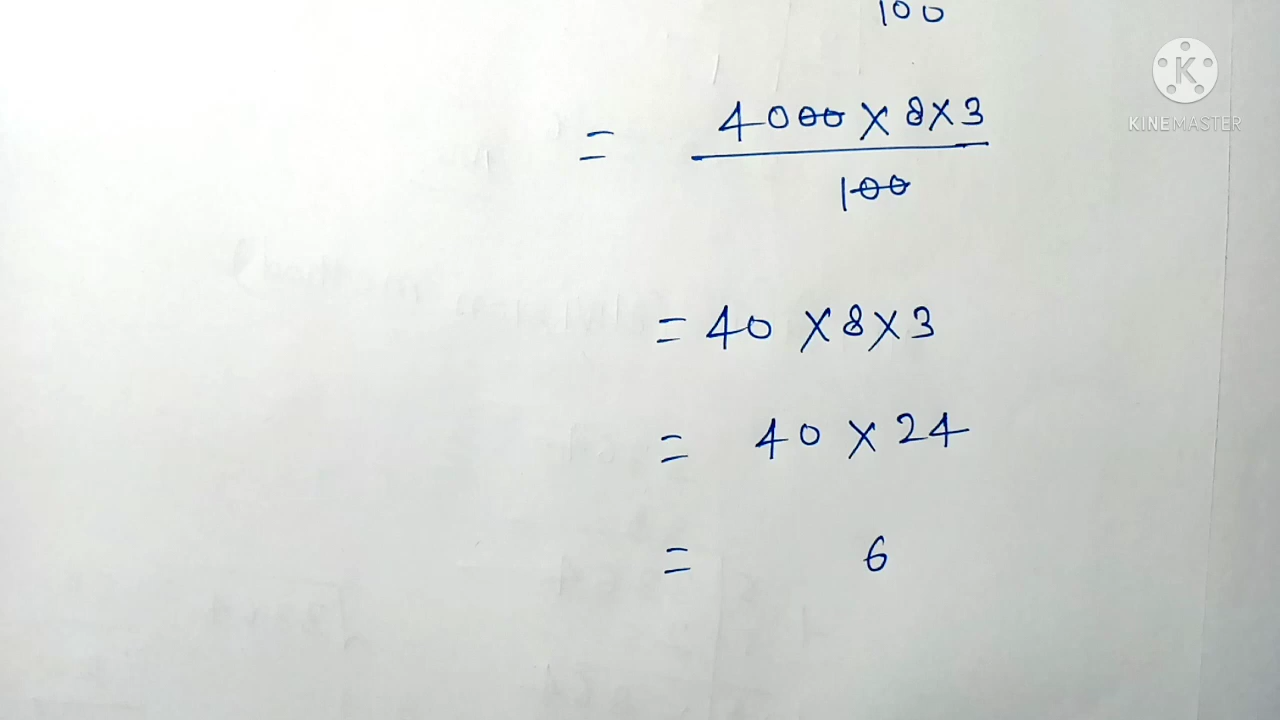 100
= 4000 × 8 × 3
100
= 40 × 8 × 3
= 40 × 24
= 6
K
KINEMASTER